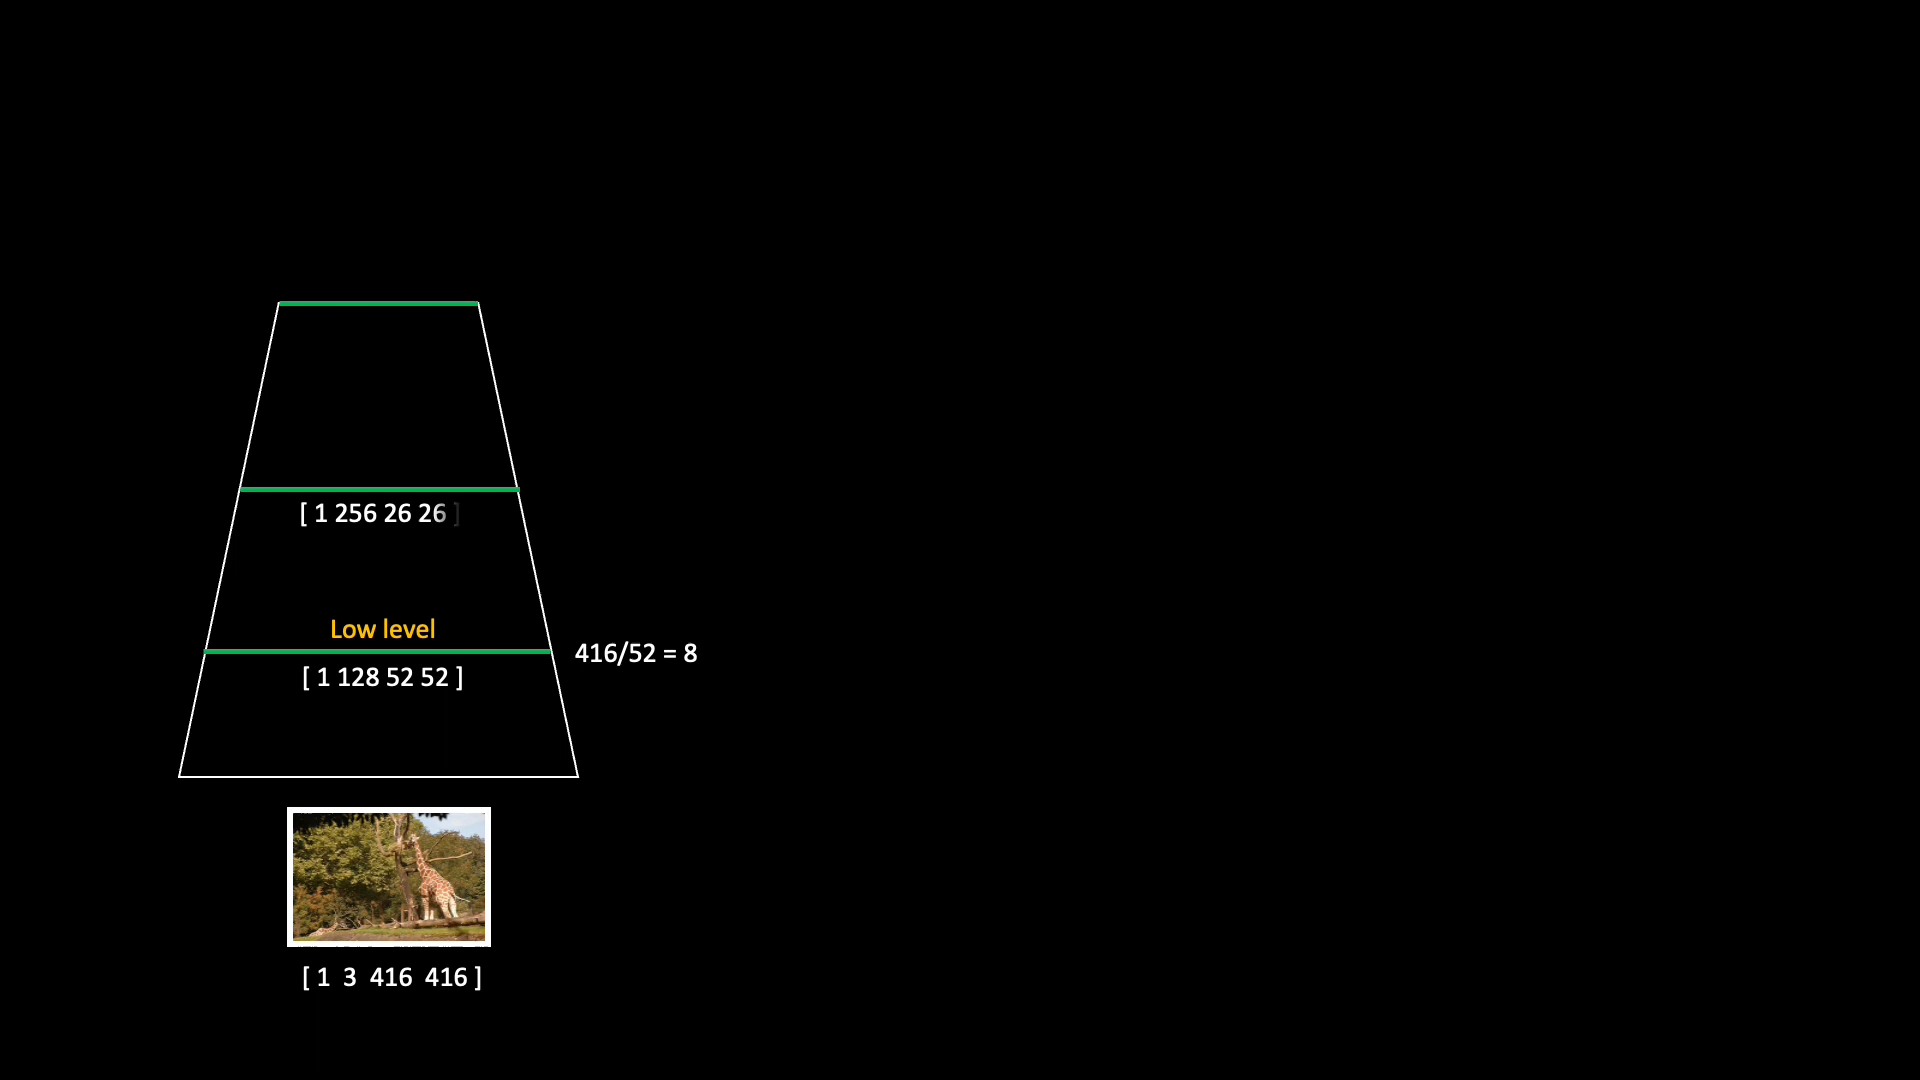 [ 1 256 26 26 ]
Low level
416/52 = 8
[ 1 128 52 52 ]
[ 1 3 416 416 ]